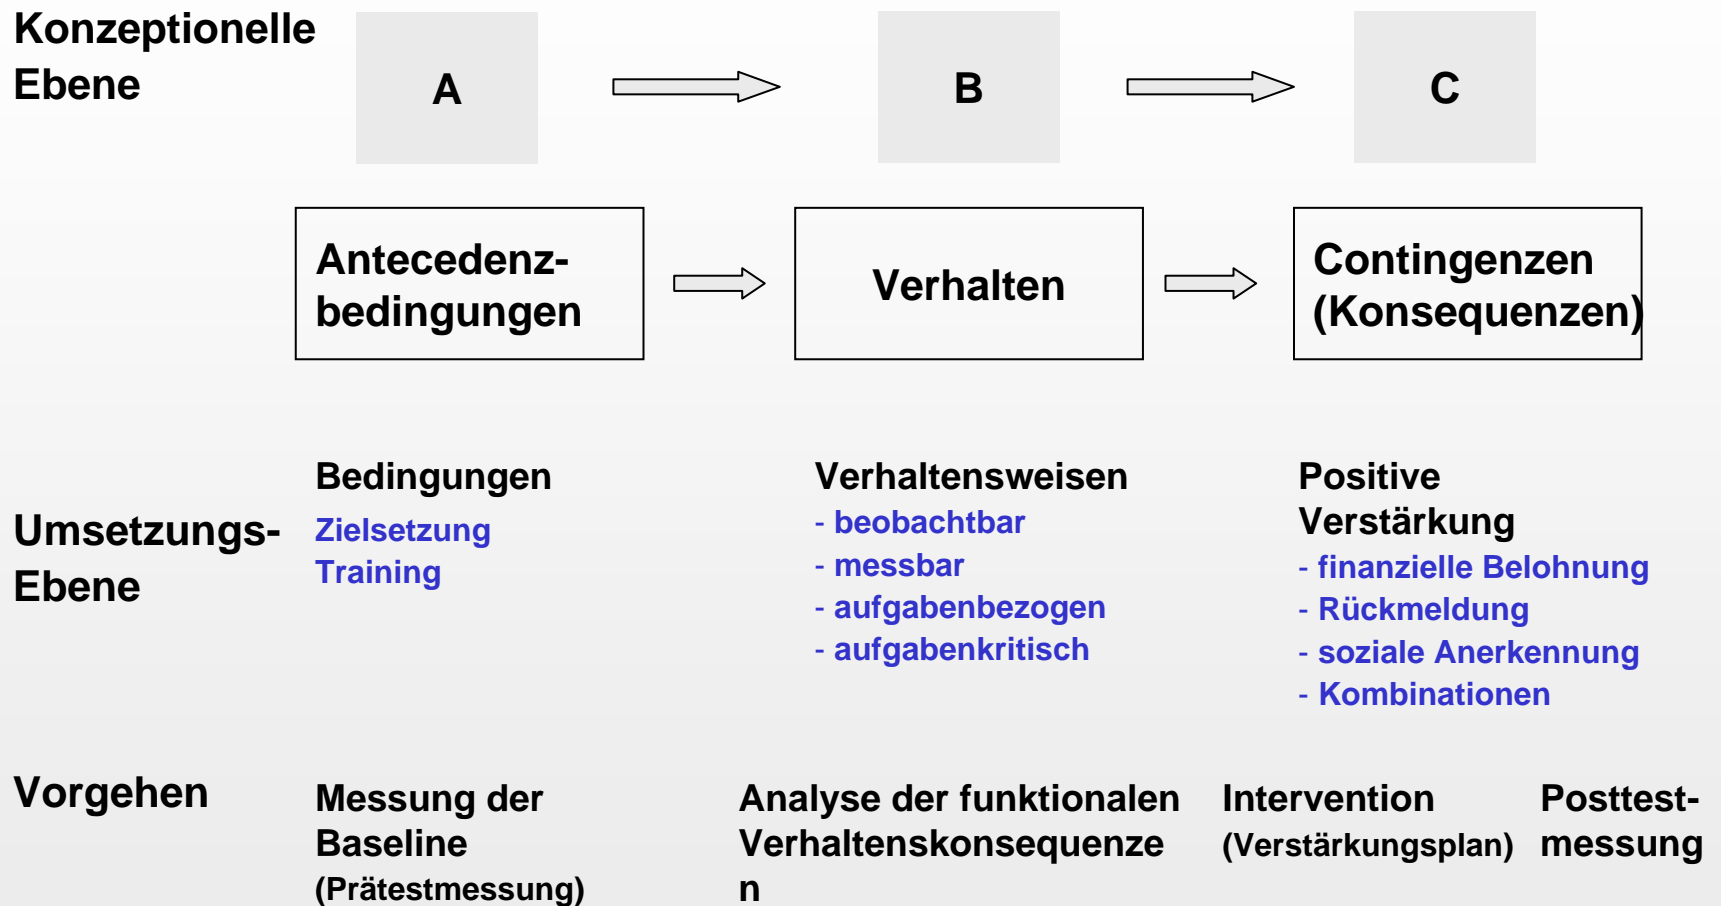 Konzeptionelle
Ebene
A
B
C
Antecedenz-
bedingungen
Verhalten
Contingenzen
(Konsequenzen)
Umsetzungs-
Ebene
Bedingungen
Zielsetzung
Training
Verhaltensweisen
- beobachtbar
- messbar
- aufgabenbezogen
- aufgabenkritisch
Positive
Verstärkung
- finanzielle Belohnung
- Rückmeldung
- soziale Anerkennung
- Kombinationen
Vorgehen
Messung der
Baseline
(Prätestmessung)
Analyse der funktionalen
Verhaltenskonsequenze
n
Intervention
(Verstärkungsplan)
Posttest-
messung